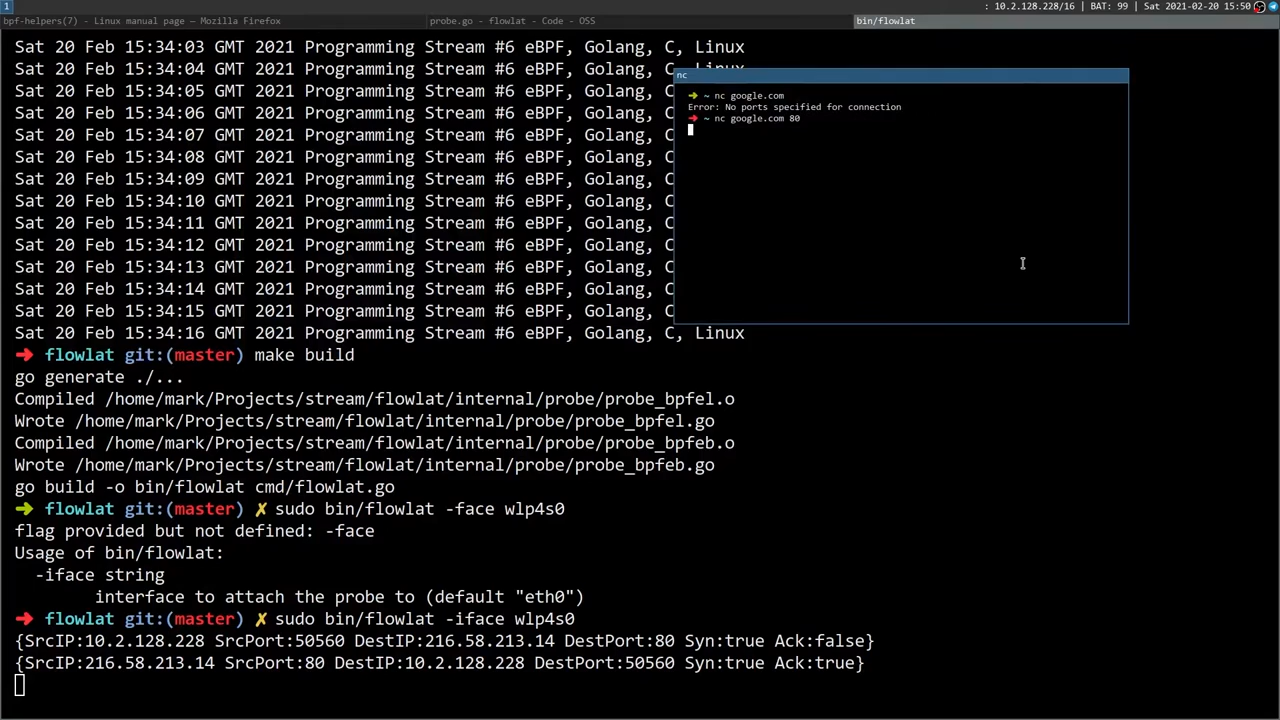 1
: 10.2.128.228/16 | BAT: 99 | Sat 2021-02-20 15:50
bpf-helpers(7) - Linux manual page — Mozilla Firefox
probe.go - flowlat - Code - OSS
bin/flowlat
Sat 20 Feb 15:34:03 GMT 2021 Programming Stream #6 eBPF, Golang, C, Linux
Sat 20 Feb 15:34:04 GMT 2021 Programming Stream #6 eBPF, Golang, C, Linux
Sat 20 Feb 15:34:05 GMT 2021 Programming Stream #6 eBPF, Golang, C
Sat 20 Feb 15:34:06 GMT 2021 Programming Stream #6 eBPF, Golang, C
Sat 20 Feb 15:34:07 GMT 2021 Programming Stream #6 eBPF, Golang, C
Sat 20 Feb 15:34:08 GMT 2021 Programming Stream #6 eBPF, Golang, C
Sat 20 Feb 15:34:09 GMT 2021 Programming Stream #6 eBPF, Golang, C
Sat 20 Feb 15:34:10 GMT 2021 Programming Stream #6 eBPF, Golang, C
Sat 20 Feb 15:34:11 GMT 2021 Programming Stream #6 eBPF, Golang, C
Sat 20 Feb 15:34:12 GMT 2021 Programming Stream #6 eBPF, Golang, C
Sat 20 Feb 15:34:13 GMT 2021 Programming Stream #6 eBPF, Golang, C
Sat 20 Feb 15:34:14 GMT 2021 Programming Stream #6 eBPF, Golang, C
Sat 20 Feb 15:34:15 GMT 2021 Programming Stream #6 eBPF, Golang, C
Sat 20 Feb 15:34:16 GMT 2021 Programming Stream #6 eBPF, Golang, C, Linux
nc
➜ ~ nc google.com
Error: No ports specified for connection
➜ ~ nc google.com 80
➜ flowlat git:(master) make build
go generate ./...
Compiled /home/mark/Projects/stream/flowlat/internal/probe/probe_bpfel.o
Wrote /home/mark/Projects/stream/flowlat/internal/probe/probe_bpfel.go
Compiled /home/mark/Projects/stream/flowlat/internal/probe/probe_bpfeb.o
Wrote /home/mark/Projects/stream/flowlat/internal/probe/probe_bpfeb.go
go build -o bin/flowlat cmd/flowlat.go
➜ flowlat git:(master) ✗ sudo bin/flowlat -face wlp4s0
flag provided but not defined: -face
Usage of bin/flowlat:
-iface string
interface to attach the probe to (default "eth0")
➜ flowlat git:(master) ✗ sudo bin/flowlat -iface wlp4s0
{SrcIP:10.2.128.228 SrcPort:50560 DestIP:216.58.213.14 DestPort:80 Syn:true Ack:false}
{SrcIP:216.58.213.14 SrcPort:80 DestIP:10.2.128.228 DestPort:50560 Syn:true Ack:true}